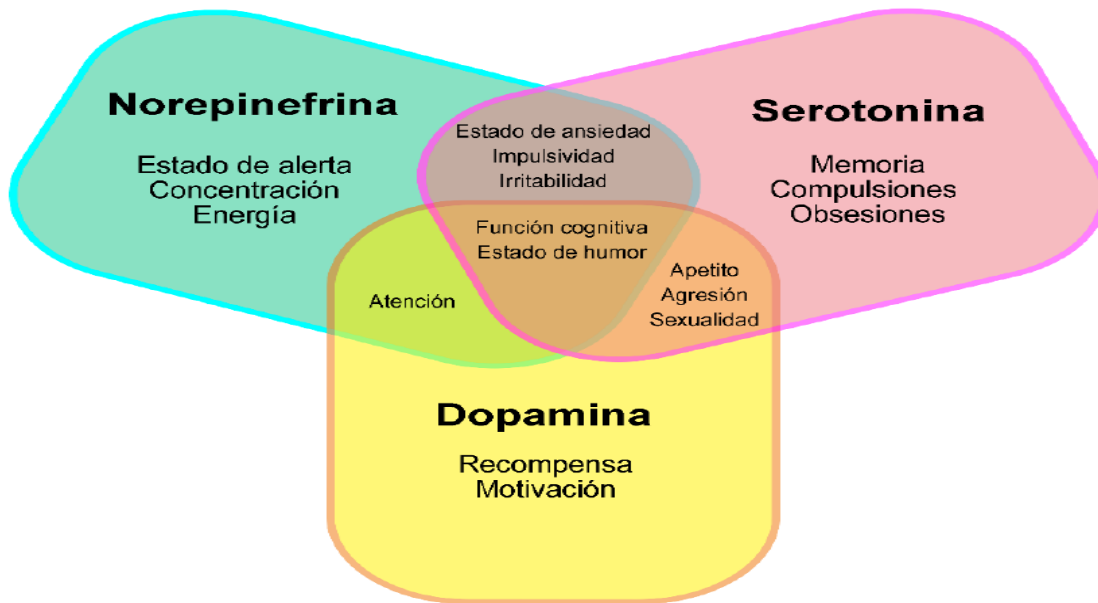 Norepinefrina
Estado de alerta
Concentración
Energía
Estado de ansiedad
Impulsividad
Irritabilidad
Serotonina
Memoria
Compulsiones
Obsesiones
Función cognitiva
Estado de humor
Atención
Apetito
Agresión
Sexualidad
Dopamina
Recompensa
Motivación